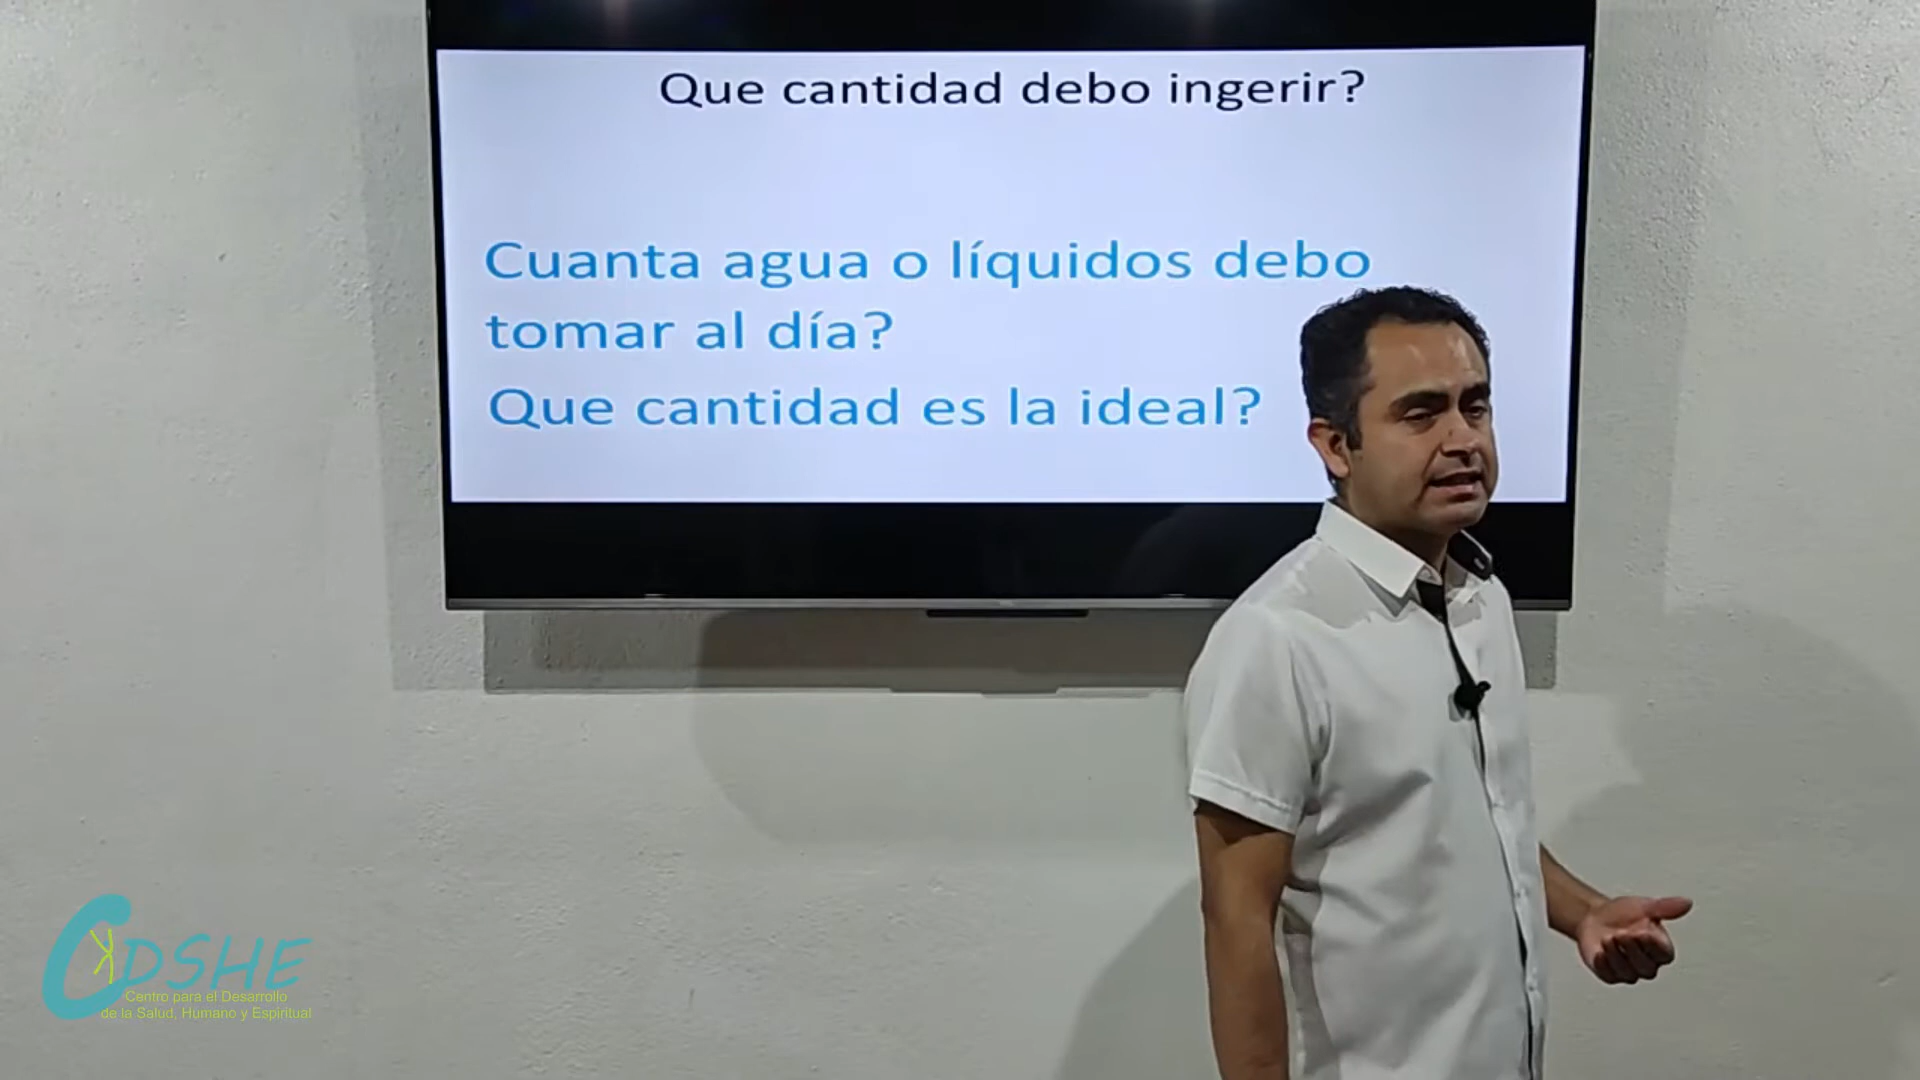 Que cantidad debo ingerir?
Cuanta agua o líquidos debo
tomar al día?
Que cantidad es la ideal?
CDSHE
Centro para el Desarrollo
de la Salud, Humano y Espiritual